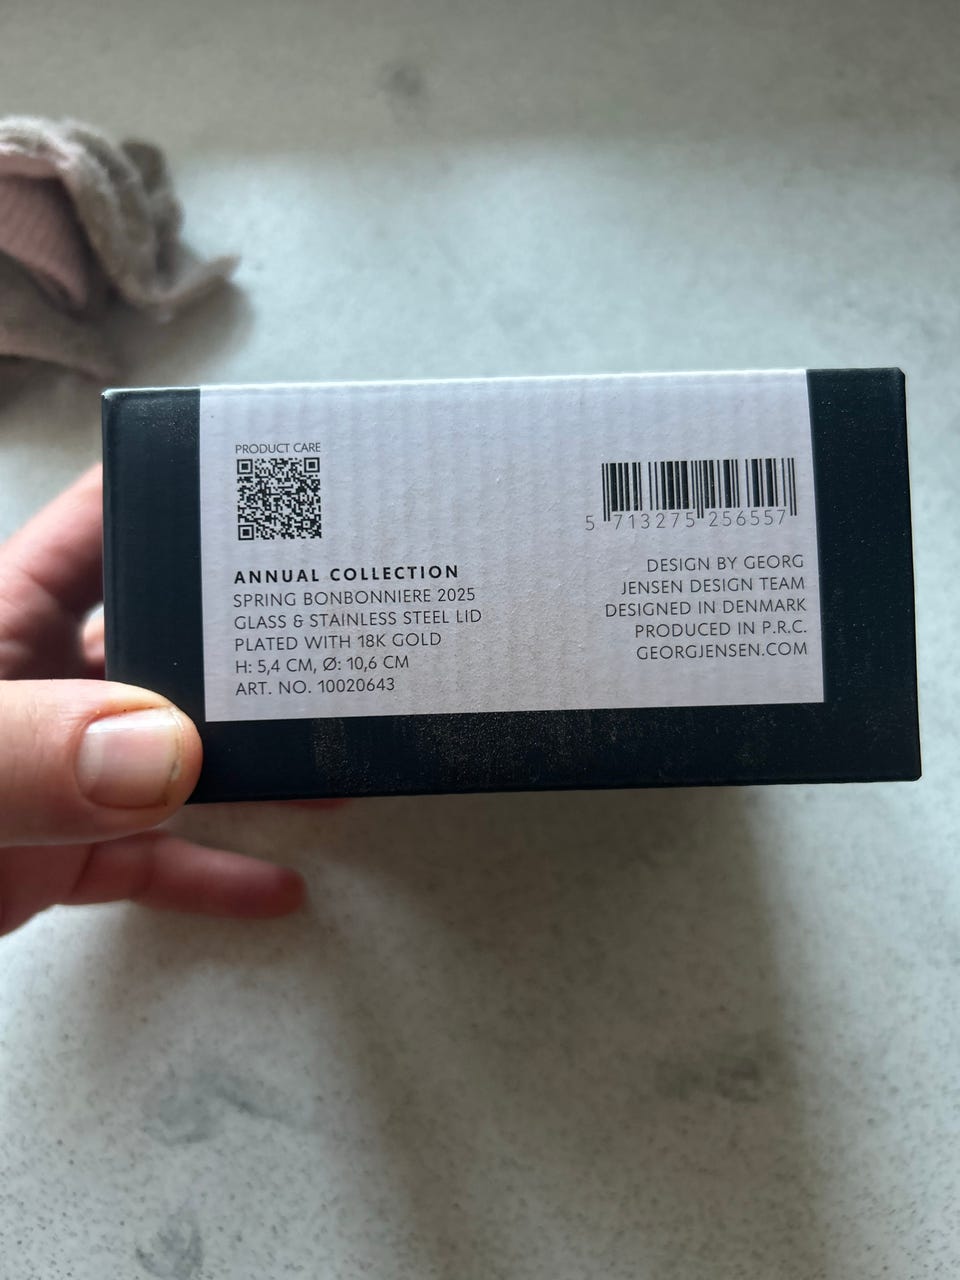 PRODUCT CARE
ANNUAL COLLECTION
SPRING BONBONNIERE 2025
GLASS & STAINLESS STEEL LID
PLATED WITH 18K GOLD
H: 5,4 CM, Ø: 10,6 CM
ART. NO. 10020643
5 713275 256557
DESIGN BY GEORG
JENSEN DESIGN TEAM
DESIGNED IN DENMARK
PRODUCED IN P.R.C.
GEORGJENSEN.COM